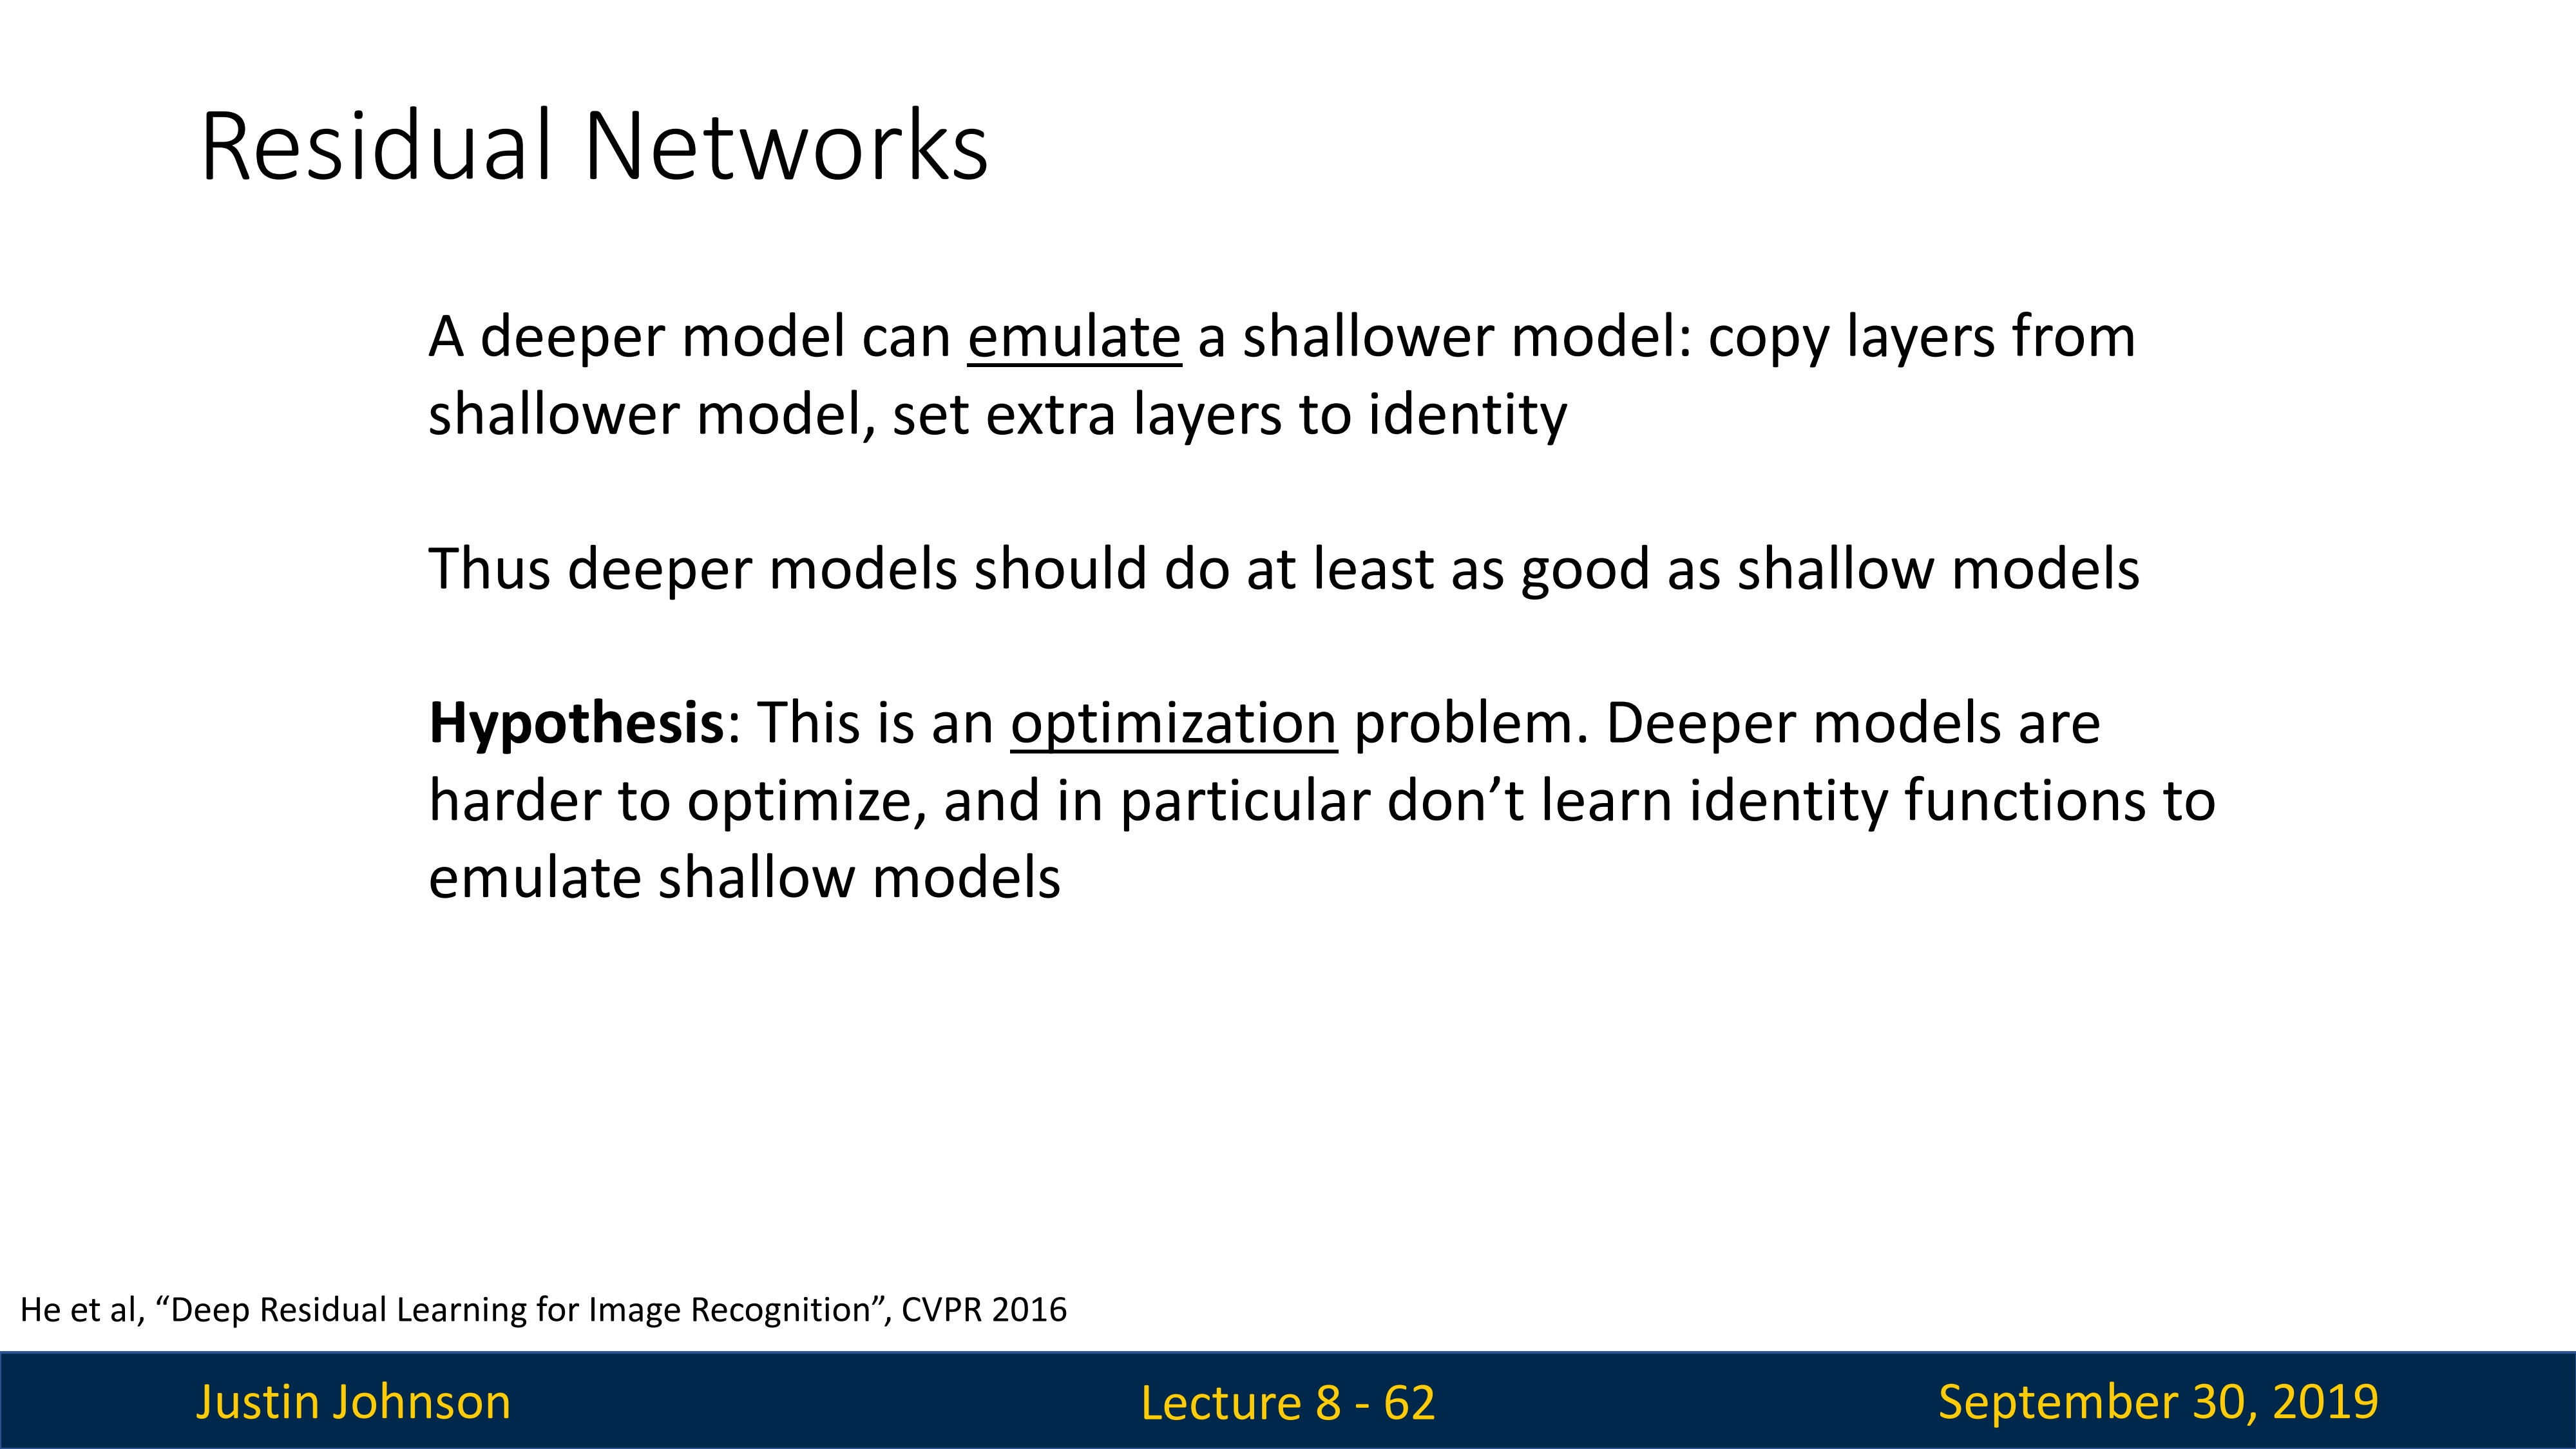 Residual Networks
A deeper model can emulate a shallower model: copy layers from
shallower model, set extra layers to identity
Thus deeper models should do at least as good as shallow models
Hypothesis: This is an optimization problem. Deeper models are
harder to optimize, and in particular don’t learn identity functions to
emulate shallow models
He et al, “Deep Residual Learning for Image Recognition”, CVPR 2016
Justin Johnson
Lecture 8 - 62
September 30, 2019